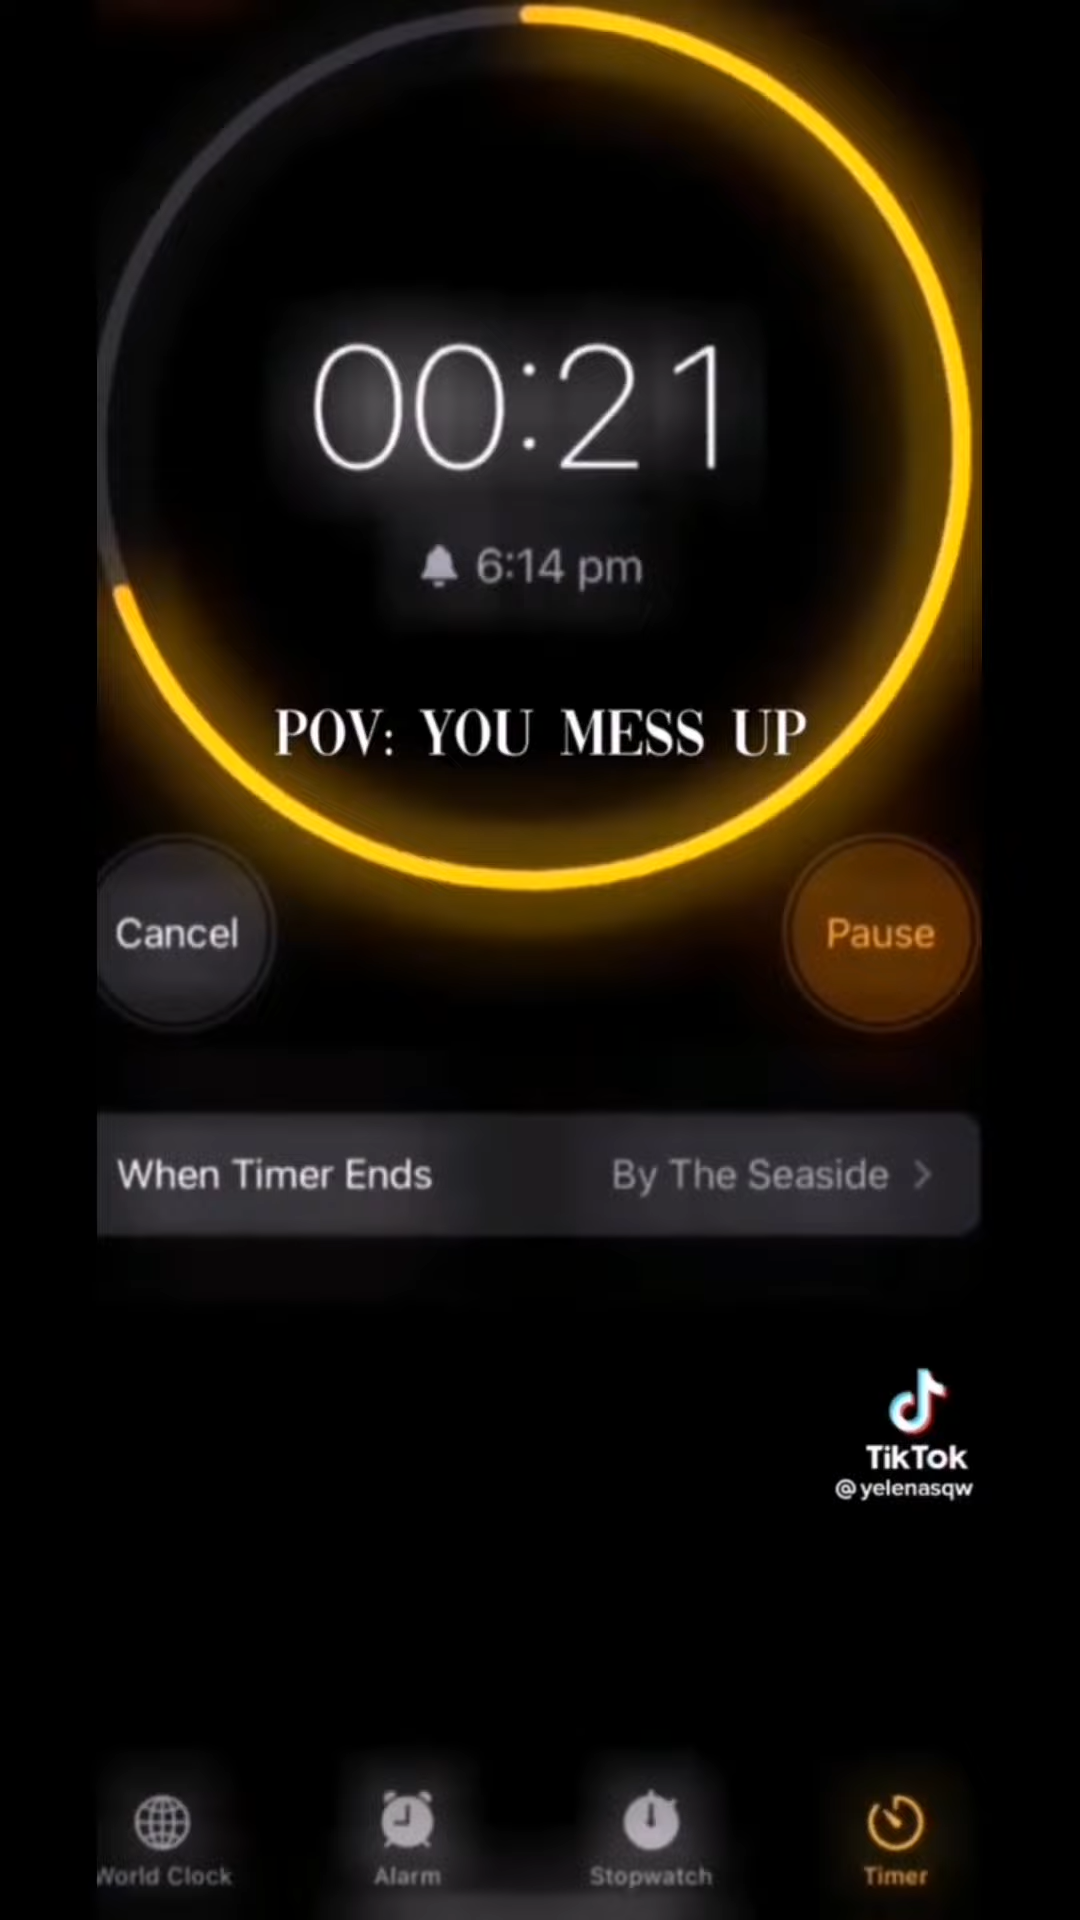 00:21
6:14 pm
POV: YOU MESS UP
Cancel
Pause
When Timer Ends
By The Seaside
TikTok
@yelenasqw
World Clock
Alarm
Stopwatch
Timer